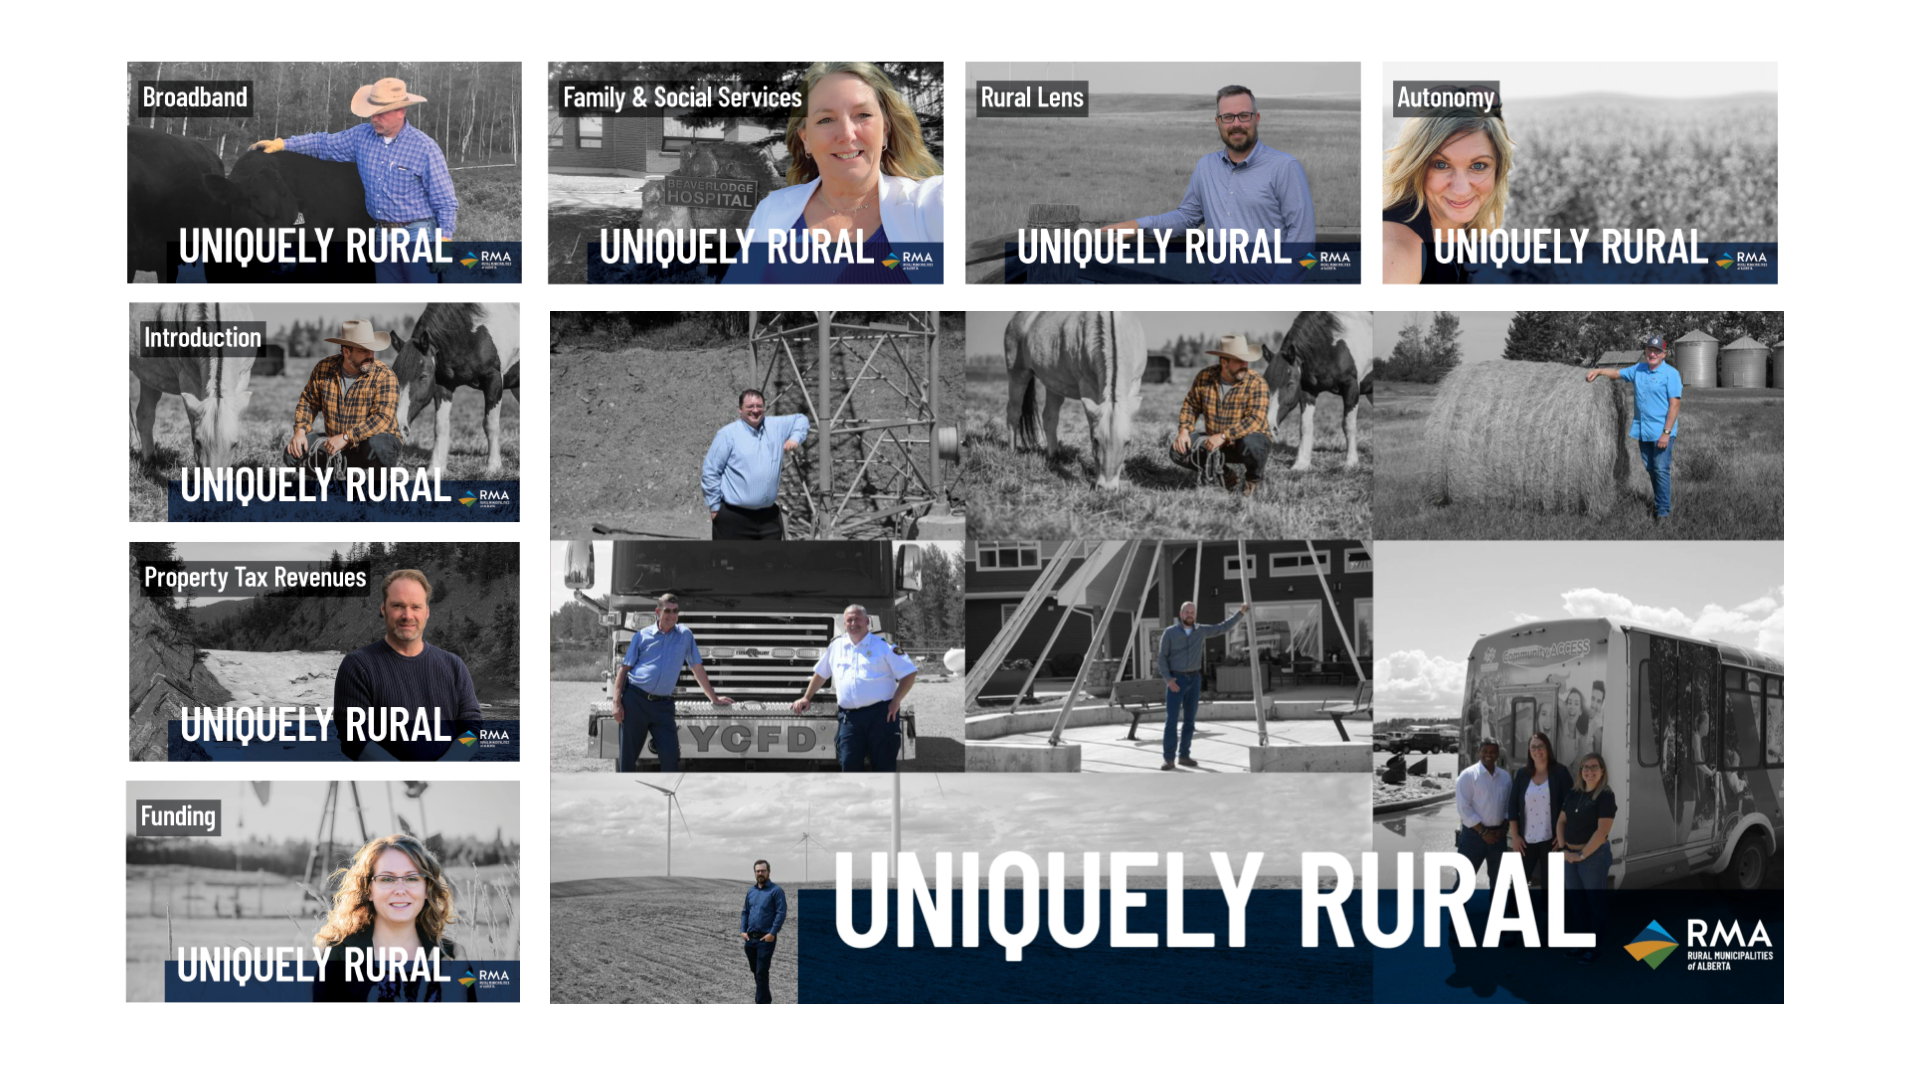 Broadband
UNIQUELY RURAL
RMA
Family & Social Services
BEAVERLODGE
HOSPITAL
UNIQUELY RURAL
RMA
Rural Lens
UNIQUELY RURAL
RMA
Autonomy
UNIQUELY RURAL
RMA
Introduction
UNIQUELY RURAL
RMA
Property Tax Revenues
UNIQUELY RURAL
RMA
Funding
UNIQUELY RURAL
RMA
YCFD
Community ACCESS
UNIQUELY RURAL
RMA
RURAL MUNICIPALITIES
of ALBERTA